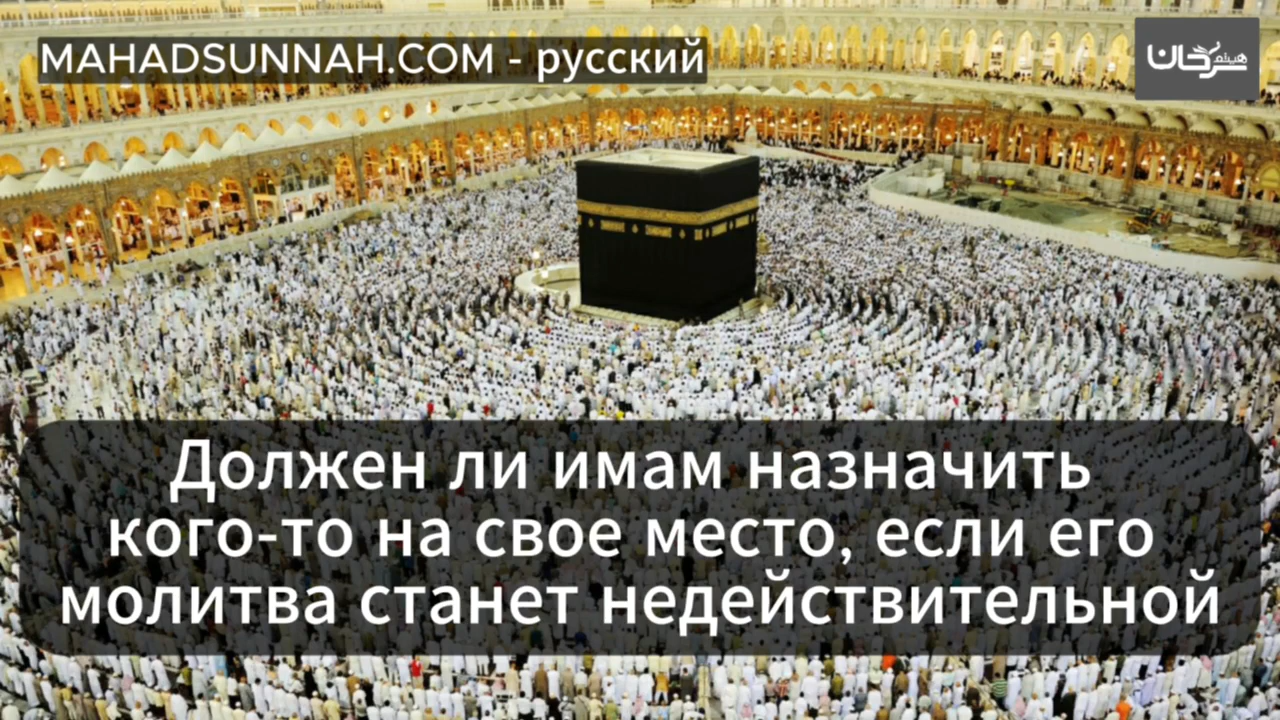 MAHADSUNNAH.COM - русский
Должен ли имам назначить
кого-то на свое место, если его
молитва станет недействительной